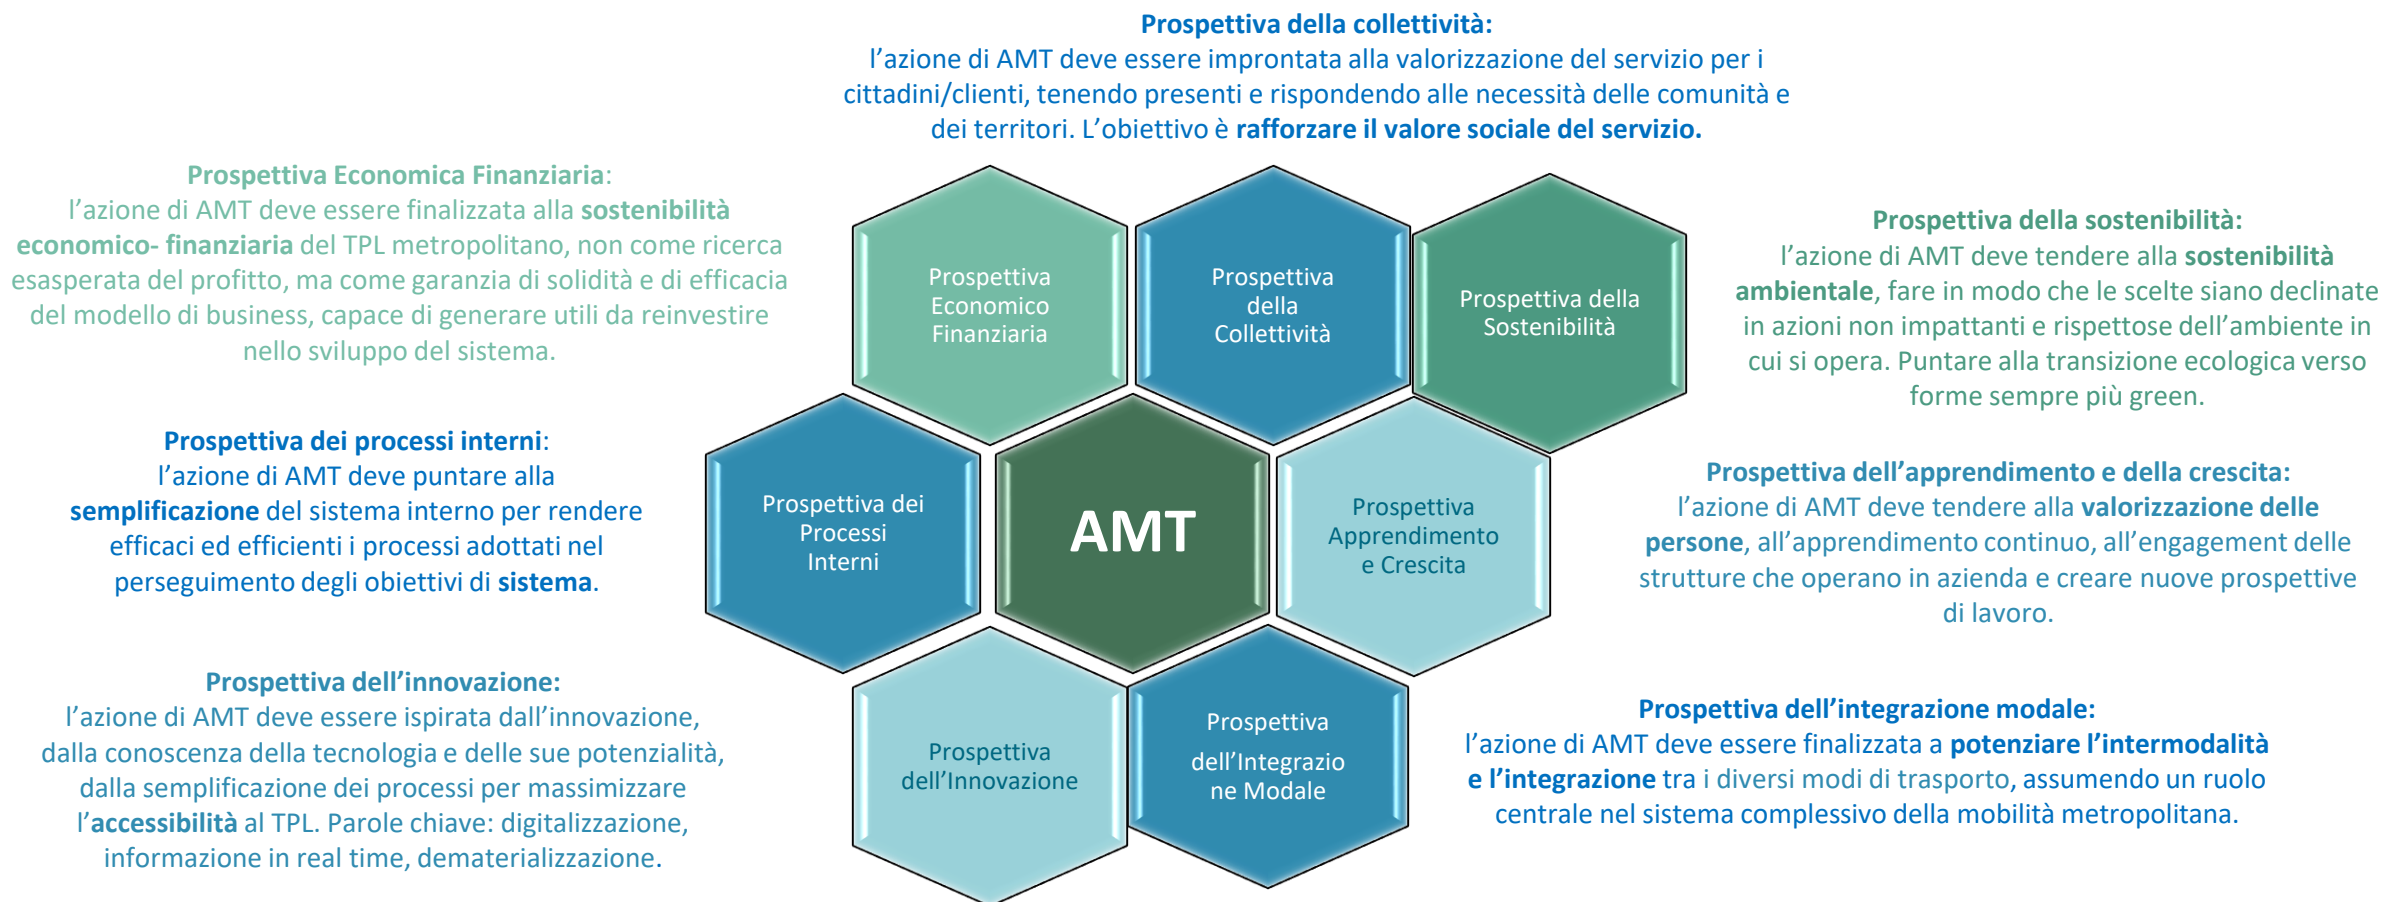 Prospettiva della collettività:
l’azione di AMT deve essere improntata alla valorizzazione del servizio per i
cittadini/clienti, tenendo presenti e rispondendo alle necessità delle comunità e
dei territori. L’obiettivo è rafforzare il valore sociale del servizio.
Prospettiva Economica Finanziaria:
l’azione di AMT deve essere finalizzata alla sostenibilità
economico- finanziaria del TPL metropolitano, non come ricerca
esasperata del profitto, ma come garanzia di solidità e di efficacia
del modello di business, capace di generare utili da reinvestire
nello sviluppo del sistema.
Prospettiva dei processi interni:
l’azione di AMT deve puntare alla
semplificazione del sistema interno per rendere
efficaci ed efficienti i processi adottati nel
perseguimento degli obiettivi di sistema.
Prospettiva dell’innovazione:
l’azione di AMT deve essere ispirata dall’innovazione,
dalla conoscenza della tecnologia e delle sue potenzialità,
dalla semplificazione dei processi per massimizzare
l’accessibilità al TPL. Parole chiave: digitalizzazione,
informazione in real time, dematerializzazione.
Prospettiva
Economico
Finanziaria
Prospettiva
della
Collettività
Prospettiva della
Sostenibilità
Prospettiva dei
Processi
Interni
AMT
Prospettiva
Apprendimento
e Crescita
Prospettiva
dell’Innovazione
Prospettiva
dell’Integrazio
ne Modale
Prospettiva della sostenibilità:
l’azione di AMT deve tendere alla sostenibilità
ambientale, fare in modo che le scelte siano declinate
in azioni non impattanti e rispettose dell’ambiente in
cui si opera. Puntare alla transizione ecologica verso
forme sempre più green.
Prospettiva dell’apprendimento e della crescita:
l’azione di AMT deve tendere alla valorizzazione delle
persone, all’apprendimento continuo, all’engagement delle
strutture che operano in azienda e creare nuove prospettive
di lavoro.
Prospettiva dell’integrazione modale:
l’azione di AMT deve essere finalizzata a potenziare l’intermodalità
e l’integrazione tra i diversi modi di trasporto, assumendo un ruolo
centrale nel sistema complessivo della mobilità metropolitana.